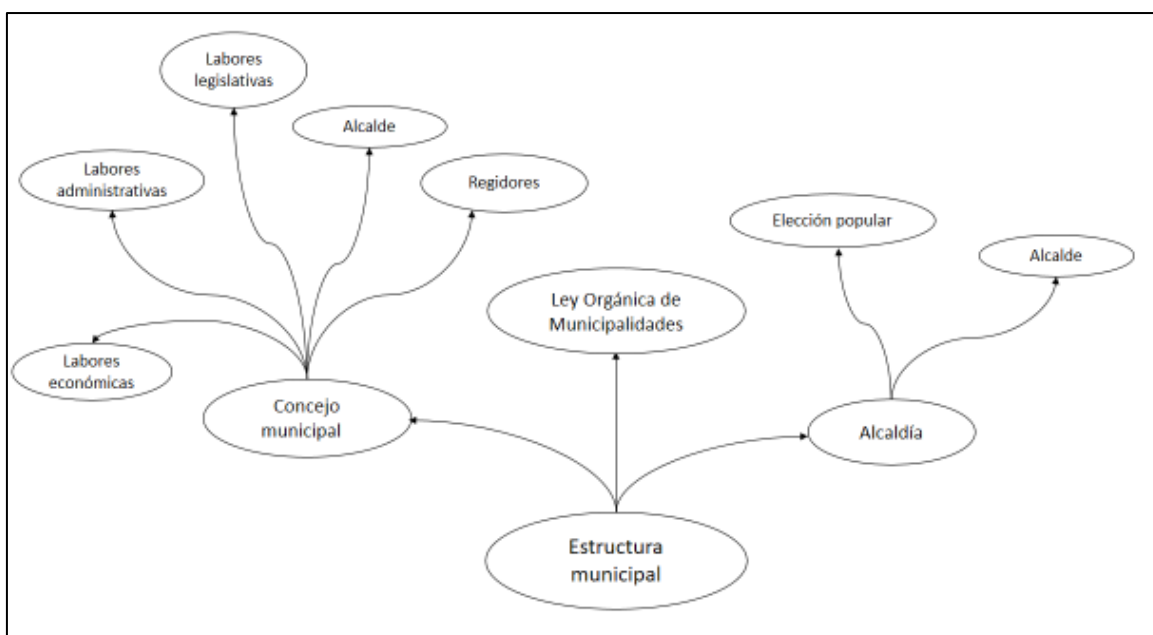 Labores
legislativas
Alcalde
Labores
administrativas
Regidores
Elección popular
Alcalde
Ley Orgánica de
Municipalidades
Labores
económicas
Concejo
municipal
Alcaldía
Estructura
municipal